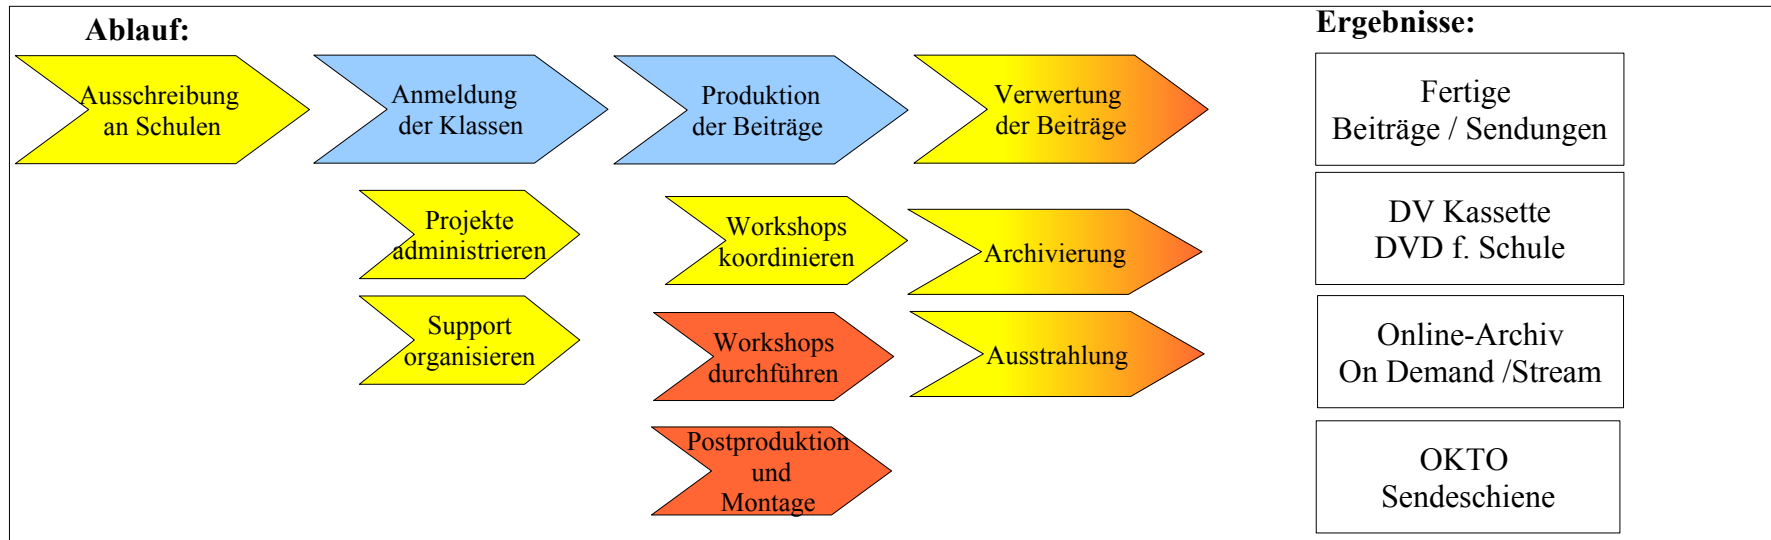 Ablauf:
Ergebnisse:
Ausschreibung
an Schulen
Anmeldung
der Klassen
Produktion
der Beiträge
Verwertung
der Beiträge
Fertige
Beiträge / Sendungen
Projekte
administrieren
Workshops
koordinieren
Archivierung
DV Kassette
DVD f. Schule
Support
organisieren
Workshops
durchführen
Ausstrahlung
Online-Archiv
On Demand /Stream
Postproduktion
und
Montage
OKTO
Sendeschiene